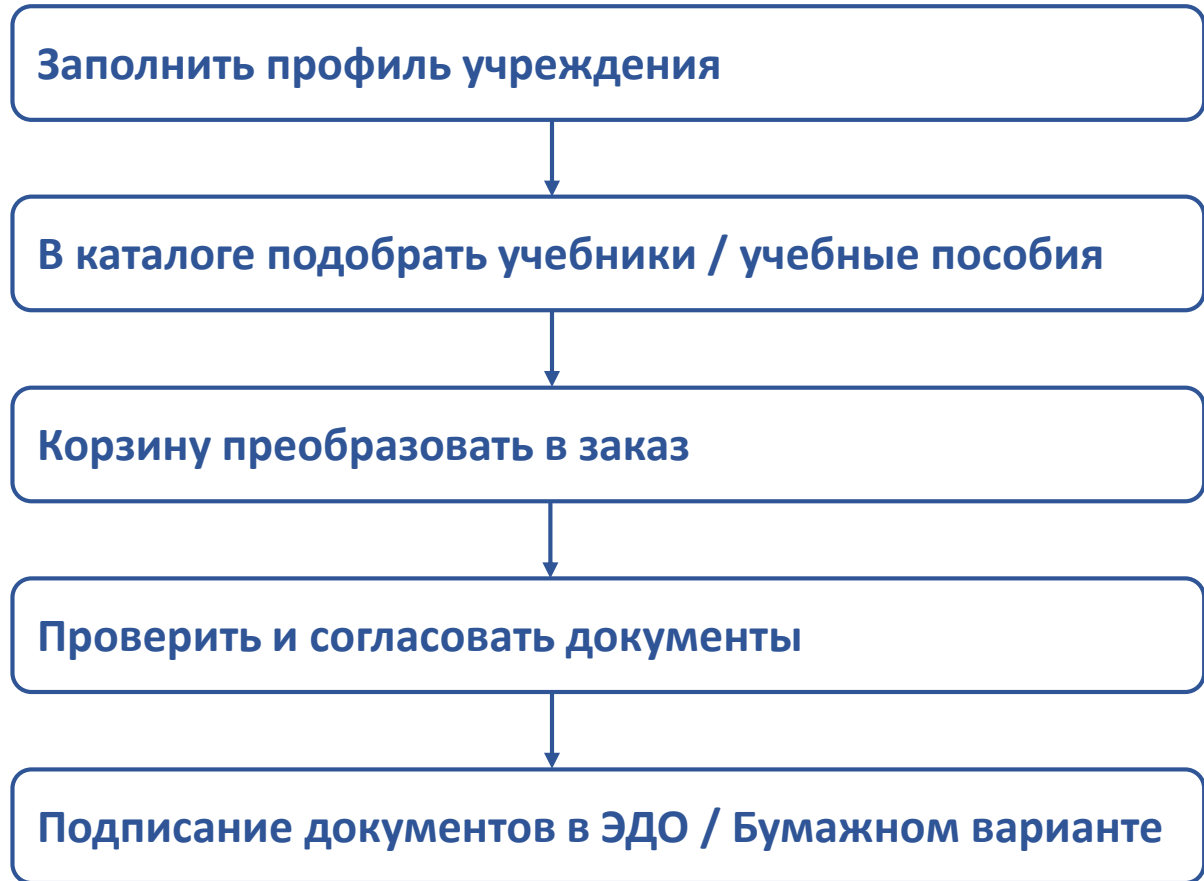 Заполнить профиль учреждения
В каталоге подобрать учебники / учебные пособия
Корзину преобразовать в заказ
Проверить и согласовать документы
Подписание документов в ЭДО / Бумажном варианте